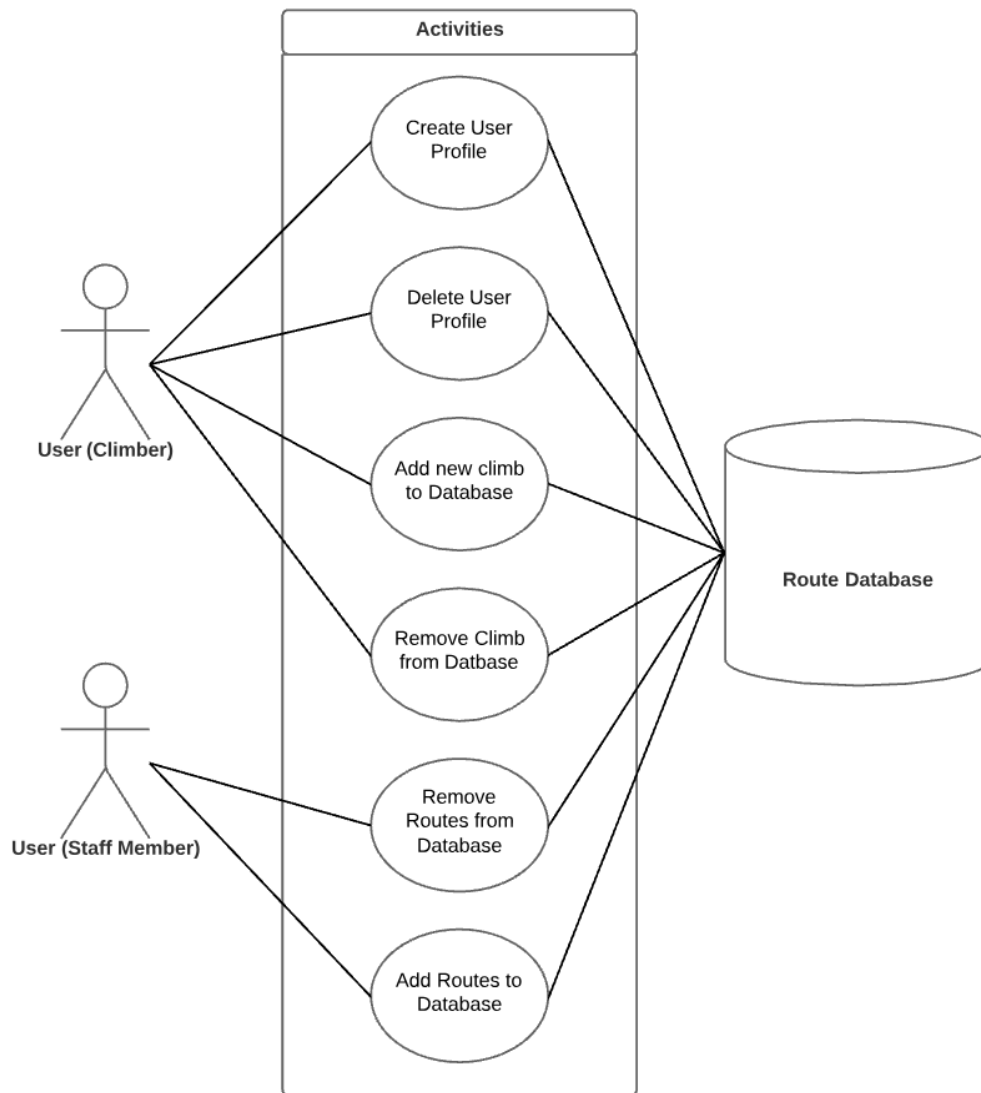 Activities
Create User
Profile
Delete User
Profile
User (Climber)
Add new climb
to Database
Route Database
Remove Climb
from Datbase
Remove
Routes from
Database
User (Staff Member)
Add Routes to
Database